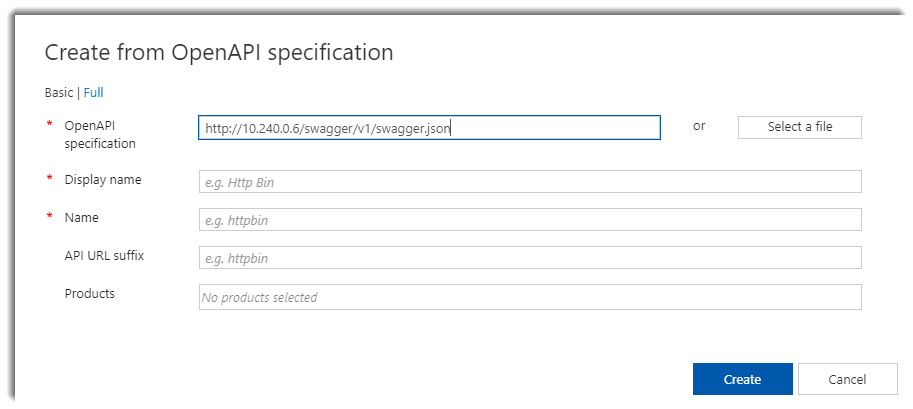 Create from OpenAPI specification
Basic | Full
* OpenAPI specification http://10.240.0.6/swagger/v1/swagger.json or Select a file
* Display name e.g. Http Bin
* Name e.g. httpbin
API URL suffix e.g. httpbin
Products No products selected
Create Cancel